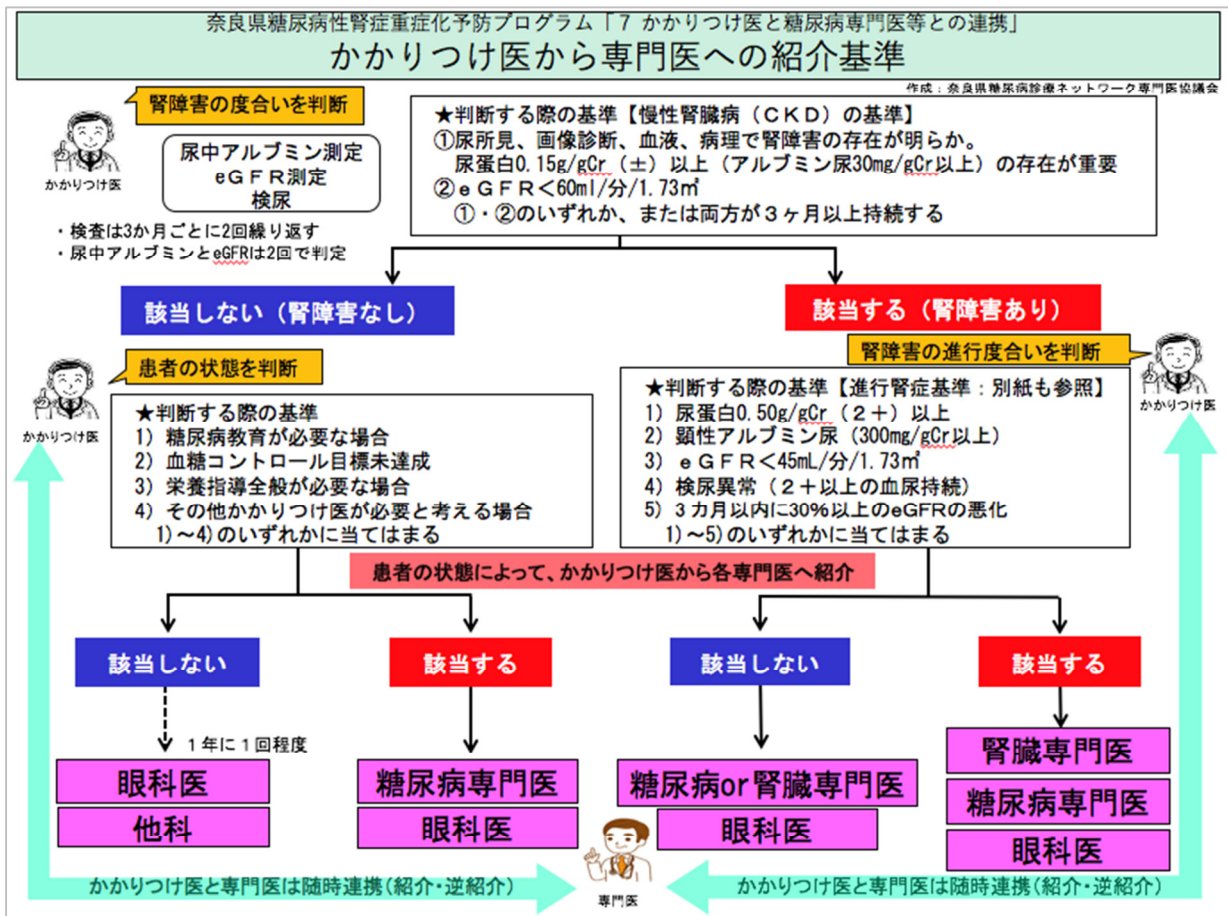 奈良県糖尿病性腎症重症化予防プログラム「7 かかりつけ医と糖尿病専門医等との連携」
かかりつけ医から専門医への紹介基準
作成：奈良県糖尿病診療ネットワーク専門医協議会
腎障害の度合いを判断
かかりつけ医
尿中アルブミン測定
eGFR測定
検尿
・検査は3か月ごとに2回繰り返す
・尿中アルブミンとeGFRは2回で判定
★判断する際の基準【慢性腎臓病（CKD）の基準】
①尿所見、画像診断、血液、病理で腎障害の存在が明らか。
尿蛋白0.15g/gCr（±）以上（アルブミン尿30mg/gCr以上）の存在が重要
②eGFR＜60ml/分/1.73㎡
①・②のいずれか、または両方が3ヶ月以上持続する
該当しない（腎障害なし）
該当する（腎障害あり）
患者の状態を判断
かかりつけ医
★判断する際の基準
1）糖尿病教育が必要な場合
2）血糖コントロール目標未達成
3）栄養指導全般が必要な場合
4）その他かかりつけ医が必要と考える場合
1)～4)のいずれかに当てはまる
腎障害の進行度合いを判断
かかりつけ医
★判断する際の基準【進行腎症基準：別紙も参照】
1）尿蛋白0.50g/gCr（2＋）以上
2）顕性アルブミン尿（300mg/gCr以上）
3）eGFR＜45mL/分/1.73㎡
4）検尿異常（2＋以上の血尿持続）
5）3カ月以内に30%以上のeGFRの悪化
1)～5)のいずれかに当てはまる
患者の状態によって、かかりつけ医から各専門医へ紹介
該当しない
該当する
該当しない
該当する
1年に1回程度
眼科医
他科
糖尿病専門医
眼科医
糖尿病or腎臓専門医
眼科医
腎臓専門医
糖尿病専門医
眼科医
かかりつけ医と専門医は随時連携（紹介・逆紹介）
専門医
かかりつけ医と専門医は随時連携（紹介・逆紹介）